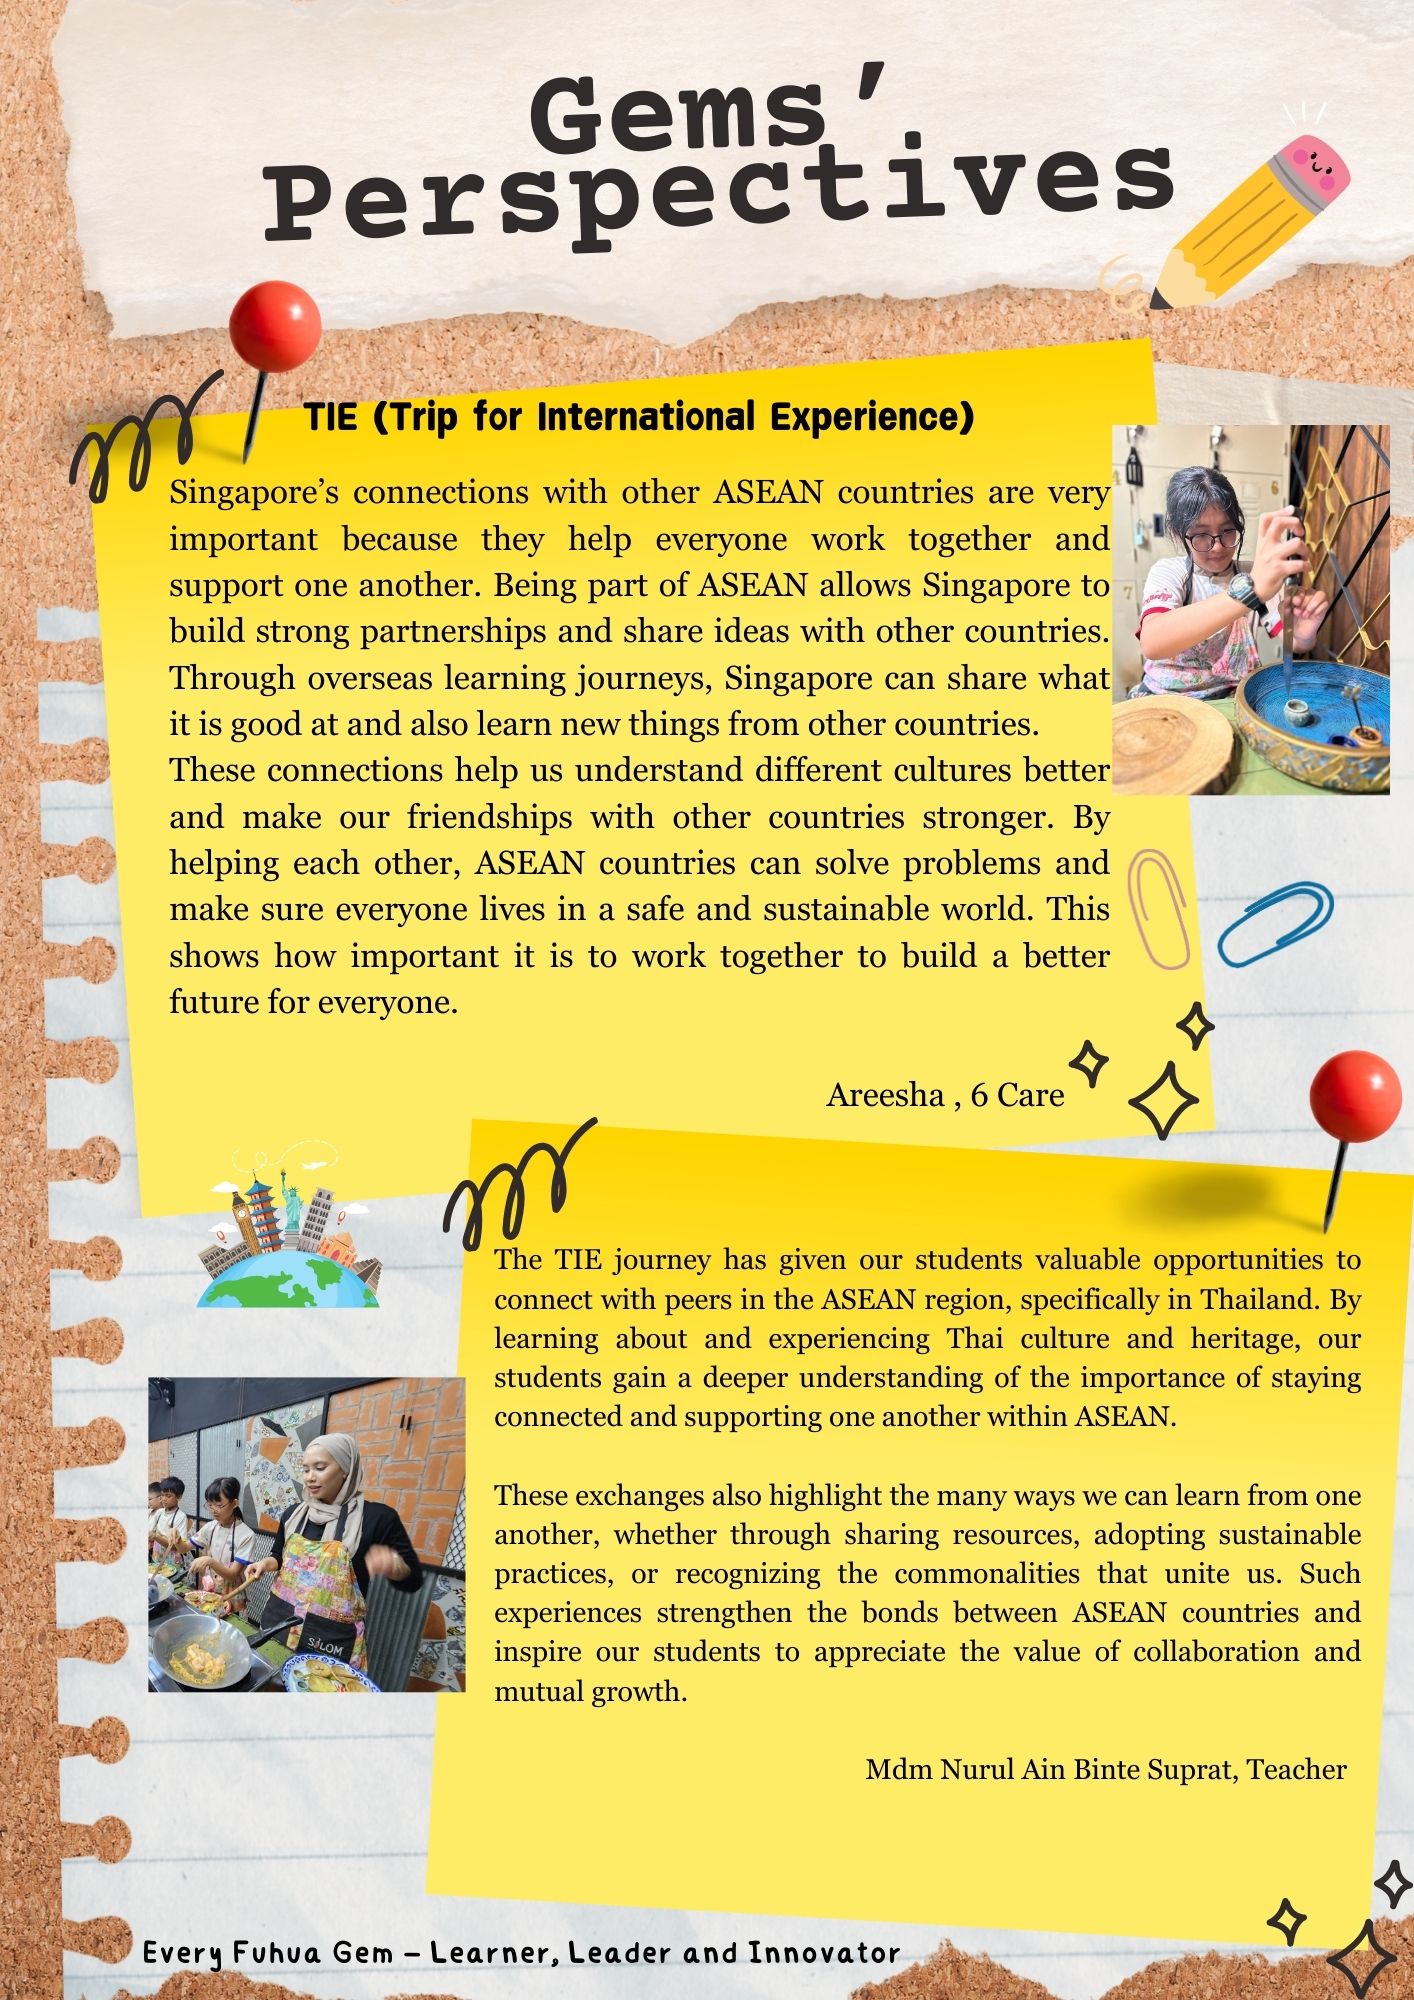 Gems’
Perspectives
TIE (Trip for International Experience)
Singapore’s connections with other ASEAN countries are very
important because they help everyone work together and
support one another. Being part of ASEAN allows Singapore to
build strong partnerships and share ideas with other countries.
Through overseas learning journeys, Singapore can share what
it is good at and also learn new things from other countries.
These connections help us understand different cultures better
and make our friendships with other countries stronger. By
helping each other, ASEAN countries can solve problems and
make sure everyone lives in a safe and sustainable world. This
shows how important it is to work together to build a better
future for everyone.
Areesha , 6 Care
The TIE journey has given our students valuable opportunities to
connect with peers in the ASEAN region, specifically in Thailand. By
learning about and experiencing Thai culture and heritage, our
students gain a deeper understanding of the importance of staying
connected and supporting one another within ASEAN.
These exchanges also highlight the many ways we can learn from one
another, whether through sharing resources, adopting sustainable
practices, or recognizing the commonalities that unite us. Such
experiences strengthen the bonds between ASEAN countries and
inspire our students to appreciate the value of collaboration and
mutual growth.
Mdm Nurul Ain Binte Suprat, Teacher
SILOM
Every Fuhua Gem – Learner, Leader and Innovator